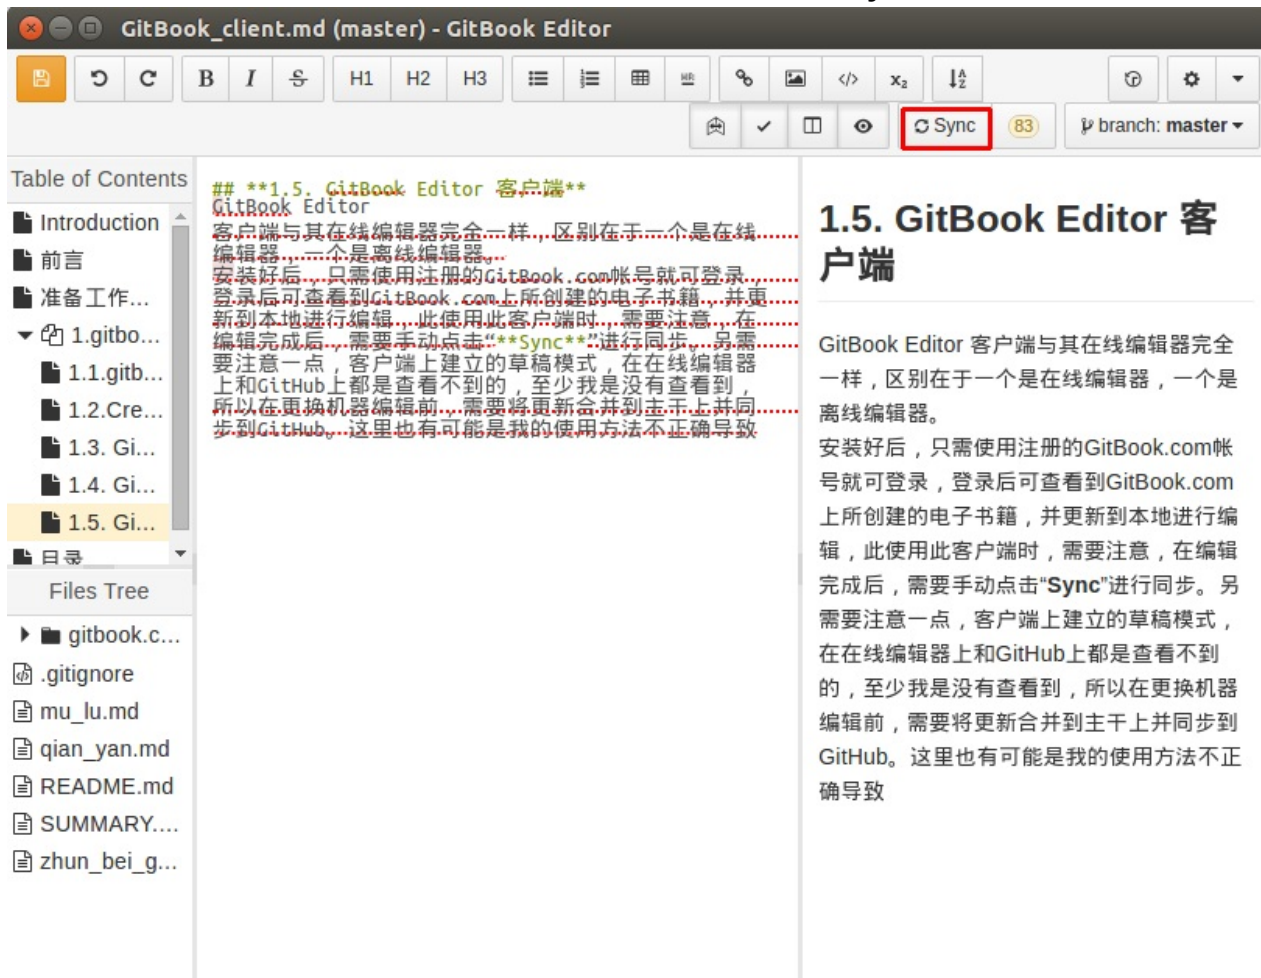 GitBook_client.md (master) - GitBook Editor
B I S H1 H2 H3 HR </> x₂ A Z
Sync 83 branch: master
Table of Contents
Introduction
前言
准备工作...
1.gitbo...
1.1.gitb...
1.2.Cre...
1.3. Gi...
1.4. Gi...
1.5. Gi...
目录
Files Tree
gitbook.c...
.gitignore
mu_lu.md
qian_yan.md
README.md
SUMMARY....
zhun_bei_g...
## **1.5. GitBook Editor 客户端**
GitBook Editor
客户端与其在线编辑器完全一样，区别在于一个是在线
编辑器，一个是离线编辑器。
安装好后，只需使用注册的GitBook.com帐号就可登录，
登录后可查看到GitBook.com上所创建的电子书籍，并更
新到本地进行编辑，此使用此客户端时，需要注意，在
编辑完成后，需要手动点击“**Sync**”进行同步。另需
要注意一点，客户端上建立的草稿模式，在在线编辑器
上和GitHub上都是查看不到的，至少我是没有查看到，
所以在更换机器编辑前，需要将更新合并到主干上并同
步到GitHub。这里也有可能是我的使用方法不正确导致
1.5. GitBook Editor 客
户端
GitBook Editor 客户端与其在线编辑器完全
一样，区别在于一个是在线编辑器，一个是
离线编辑器。
安装好后，只需使用注册的GitBook.com帐
号就可登录，登录后可查看到GitBook.com
上所创建的电子书籍，并更新到本地进行编
辑，此使用此客户端时，需要注意，在编辑
完成后，需要手动点击“Sync”进行同步。另
需要注意一点，客户端上建立的草稿模式，
在在线编辑器上和GitHub上都是查看不到
的，至少我是没有查看到，所以在更换机器
编辑前，需要将更新合并到主干上并同步到
GitHub。这里也有可能是我的使用方法不正
确导致